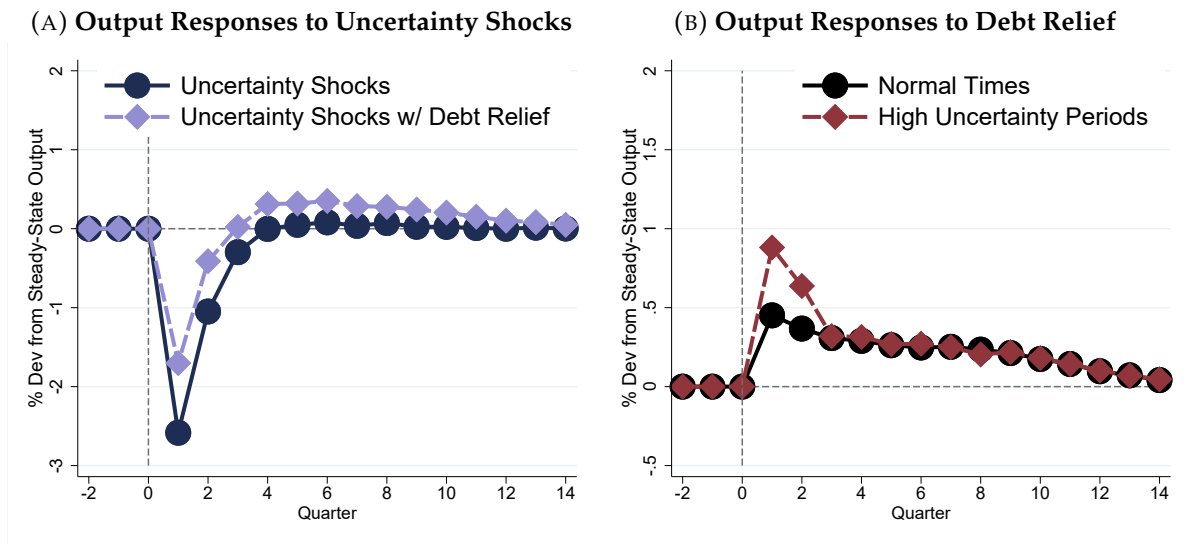 (A) Output Responses to Uncertainty Shocks
% Dev from Steady-State Output
2
1
0
-1
-2
-3
Uncertainty Shocks
Uncertainty Shocks w/ Debt Relief
-2 0 2 4 6 8 10 12 14
Quarter
(B) Output Responses to Debt Relief
% Dev from Steady-State Output
2
1.5
1
.5
0
-.5
Normal Times
High Uncertainty Periods
-2 0 2 4 6 8 10 12 14
Quarter